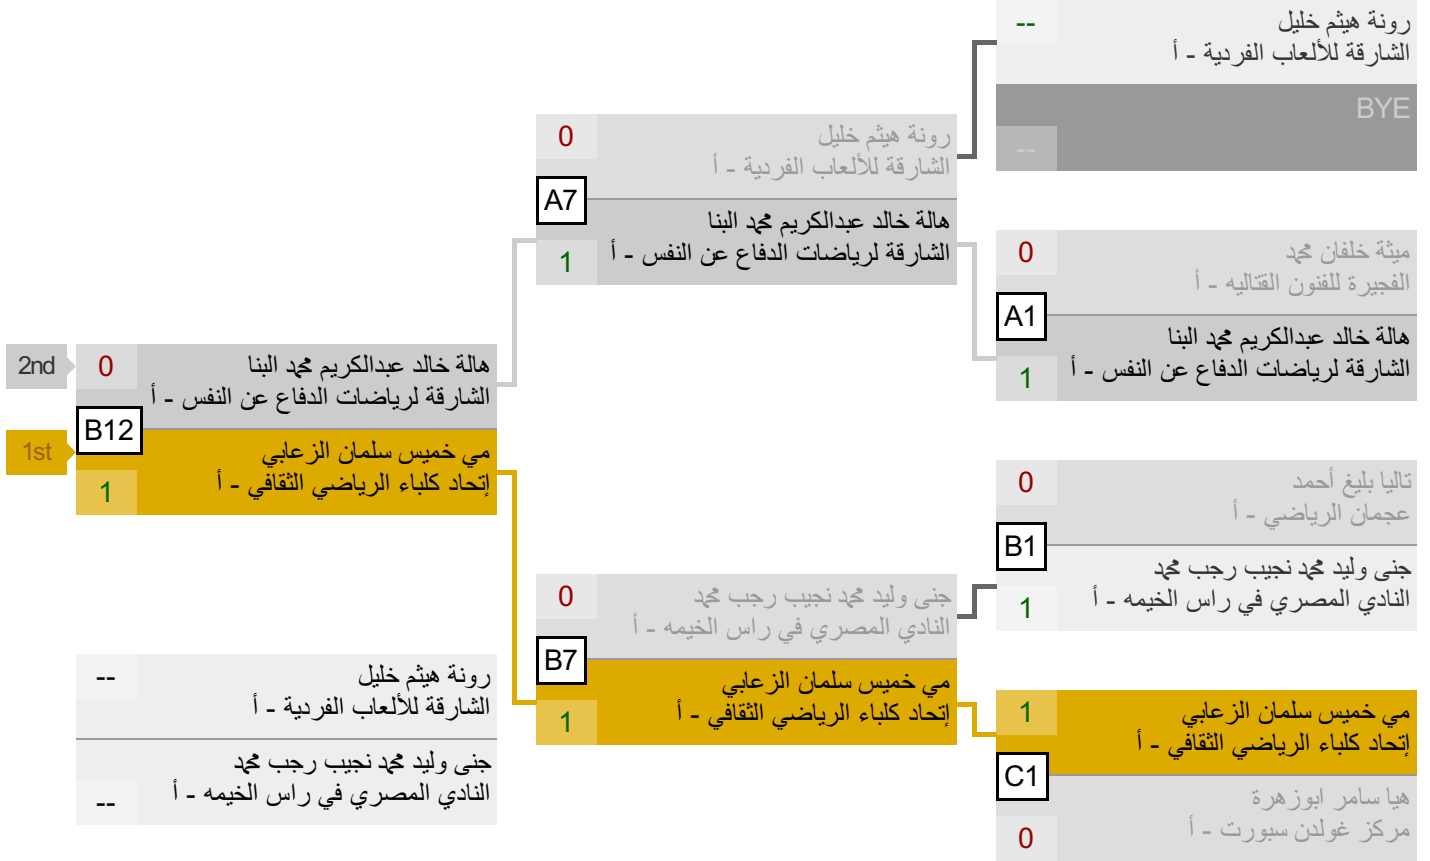 --
رونة هيثم خليل
الشارقة للألعاب الفردية - أ
BYE
--
0
رونة هيثم خليل
الشارقة للألعاب الفردية - أ
A7
هالة خالد عبدالكريم محمد البنا
الشارقة لرياضات الدفاع عن النفس - أ
1
0
ميثة خلفان محمد
الفجيرة للفنون القتاليه - أ
A1
هالة خالد عبدالكريم محمد البنا
الشارقة لرياضات الدفاع عن النفس - أ
1
2nd
0
هالة خالد عبدالكريم محمد البنا
الشارقة لرياضات الدفاع عن النفس - أ
B12
1st
مي خميس سلمان الزعابي
إتحاد كلباء الرياضي الثقافي - أ
1
0
تاليا بليغ أحمد
عجمان الرياضي - أ
B1
جنى وليد محمد نجيب رجب محمد
النادي المصري في راس الخيمه - أ
1
0
جنى وليد محمد نجيب رجب محمد
النادي المصري في راس الخيمه - أ
B7
مي خميس سلمان الزعابي
إتحاد كلباء الرياضي الثقافي - أ
1
1
مي خميس سلمان الزعابي
إتحاد كلباء الرياضي الثقافي - أ
C1
هيا سامر ابوزهرة
مركز غولدن سبورت - أ
0
--
رونة هيثم خليل
الشارقة للألعاب الفردية - أ
جنى وليد محمد نجيب رجب محمد
النادي المصري في راس الخيمه - أ
--